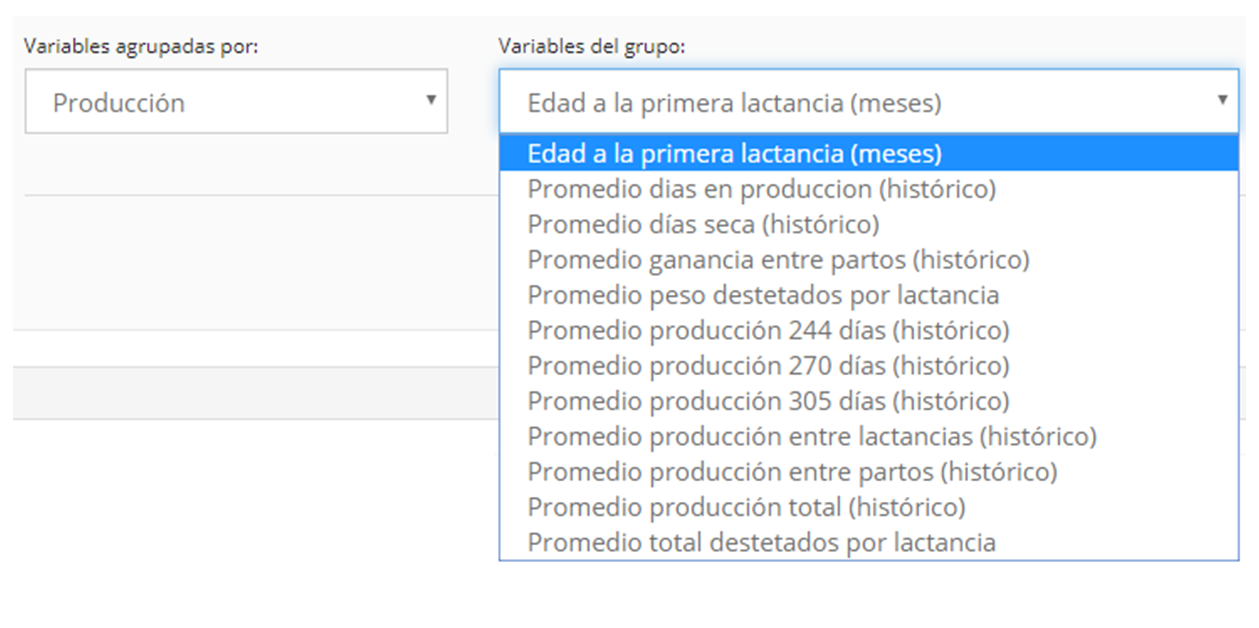 Variables agrupadas por:
Variables del grupo:
Producción
Edad a la primera lactancia (meses)
Edad a la primera lactancia (meses)
Promedio dias en produccion (histórico)
Promedio días seca (histórico)
Promedio ganancia entre partos (histórico)
Promedio peso destetados por lactancia
Promedio producción 244 días (histórico)
Promedio producción 270 días (histórico)
Promedio producción 305 días (histórico)
Promedio producción entre lactancias (histórico)
Promedio producción entre partos (histórico)
Promedio producción total (histórico)
Promedio total destetados por lactancia